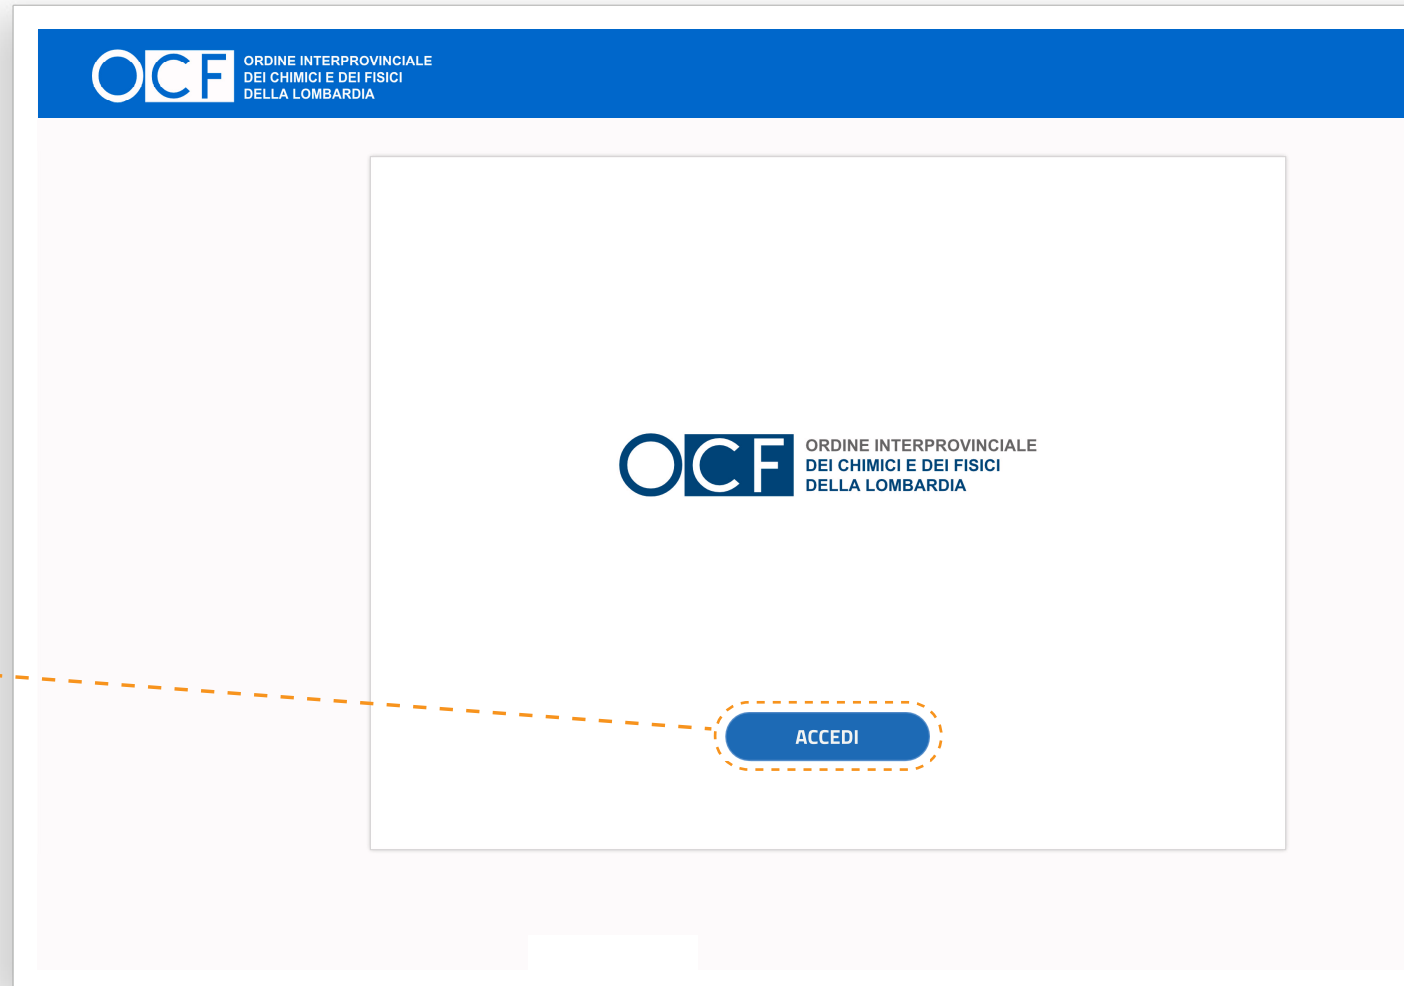 OCF
ORDINE INTERPROVINCIALE
DEI CHIMICI E DEI FISICI
DELLA LOMBARDIA
OCF
ORDINE INTERPROVINCIALE
DEI CHIMICI E DEI FISICI
DELLA LOMBARDIA
ACCEDI